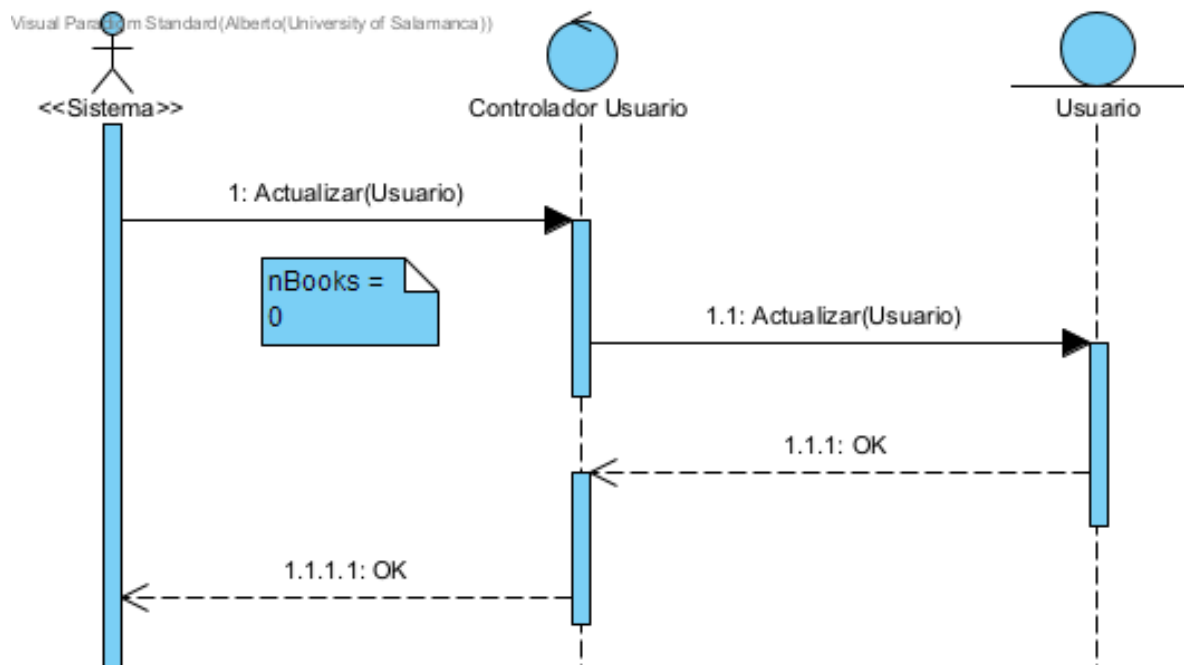 Visual Paradigm Standard(Alberto(University of Salamanca))
<<Sistema>>
Controlador Usuario
Usuario
1: Actualizar(Usuario)
nBooks =
0
1.1: Actualizar(Usuario)
1.1.1: OK
1.1.1.1: OK